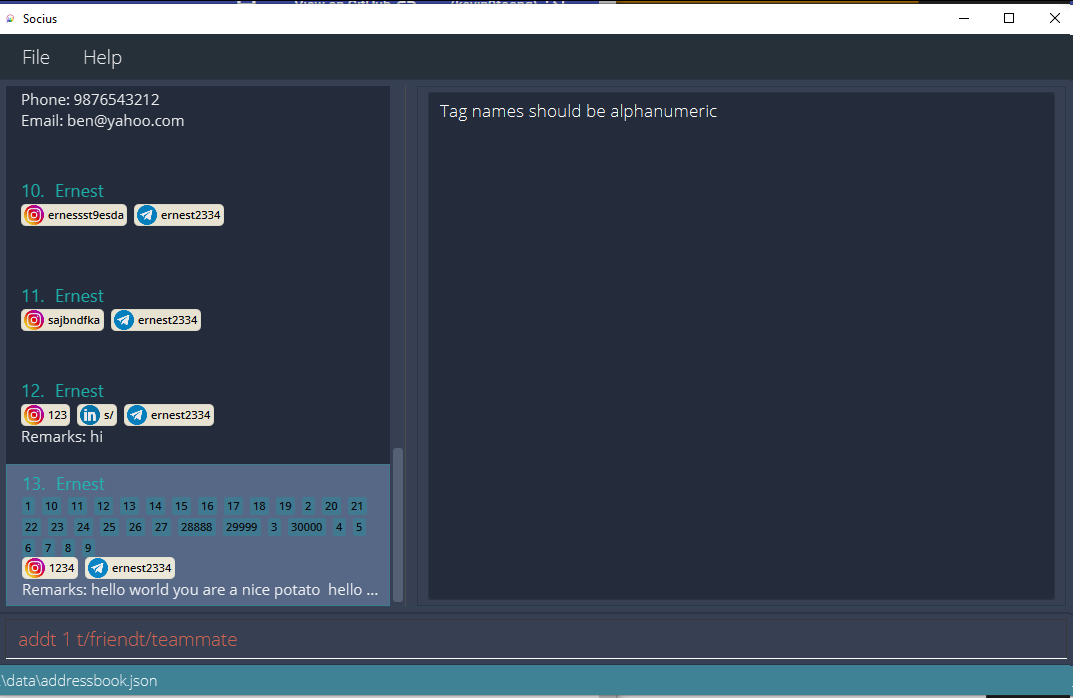 View on GitHub
Socius
File Help
Phone: 9876543212
Email: ben@yahoo.com
10. Ernest
ernessst9esda ernest2334
11. Ernest
sajbndfka ernest2334
12. Ernest
123 in s/ ernest2334
Remarks: hi
13. Ernest
1 10 11 12 13 14 15 16 17 18 19 2 20 21
22 23 24 25 26 27 28888 29999 3 30000 4 5
6 7 8 9
1234 ernest2334
Remarks: hello world you are a nice potato hello ...
Tag names should be alphanumeric
addt 1 t/friendt/teammate
.\data\addressbook.json